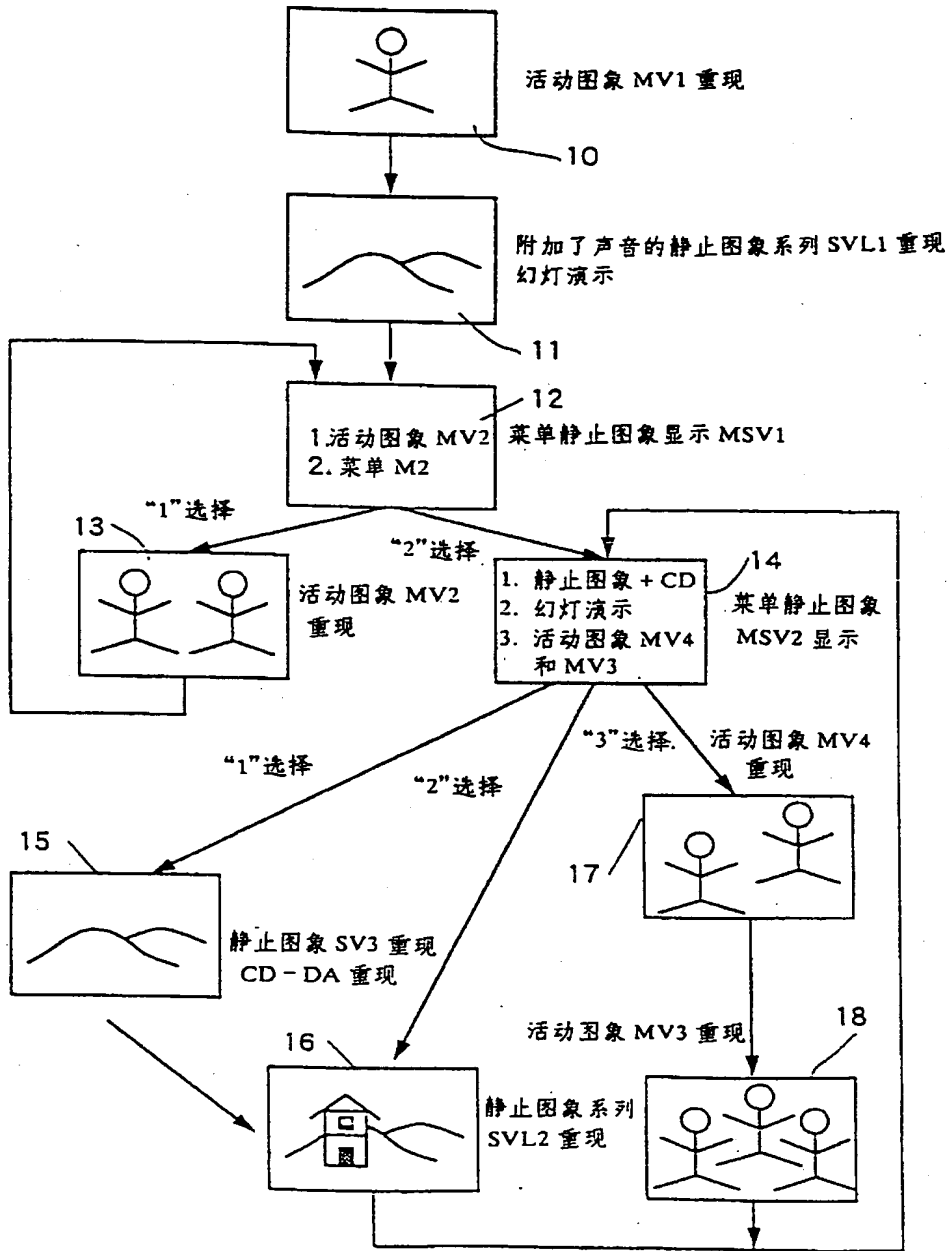 活动图象 MV1 重现
10
附加了声音的静止图象系列 SVL1 重现
幻灯演示
11
12
1.活动图象 MV2
2.菜单 M2
菜单静止图象显示 MSV1
“1”选择
“2”选择
13
活动图象 MV2
重现
14
1. 静止图象 + CD
2. 幻灯演示
3. 活动图象 MV4
和 MV3
菜单静止图象
MSV2 显示
“1”选择
“2”选择
“3”选择.
活动图象 MV4
重现
15
静止图象 SV3 重现
CD-DA 重现
17
16
静止图象系列
SVL2 重现
活动图象 MV3 重现
18